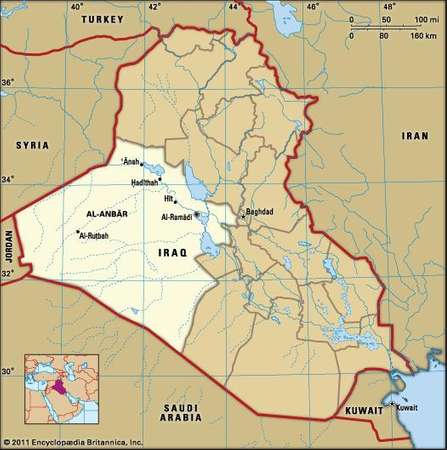 40° 42° 44° 46°
TURKEY
0 50 100 mi
0 80 160 km
36°
SYRIA
IRAN
ʿĀnah
34°
Ḥadīthah
Hīt
AL-ANBĀR
Al-Ramādī
Baghdad
Al-Rutbah
JORDAN
IRAQ
32°
30°
SAUDI
ARABIA
KUWAIT
Kuwait
© 2011 Encyclopædia Britannica, Inc.